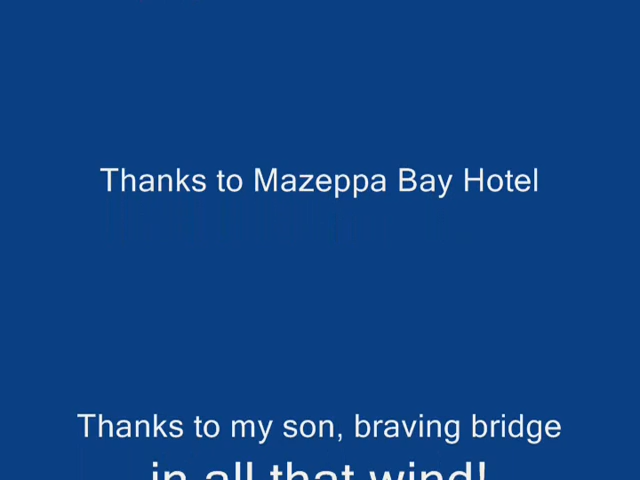 Thanks to Mazeppa Bay Hotel
Thanks to my son, braving bridge
in all that wind!